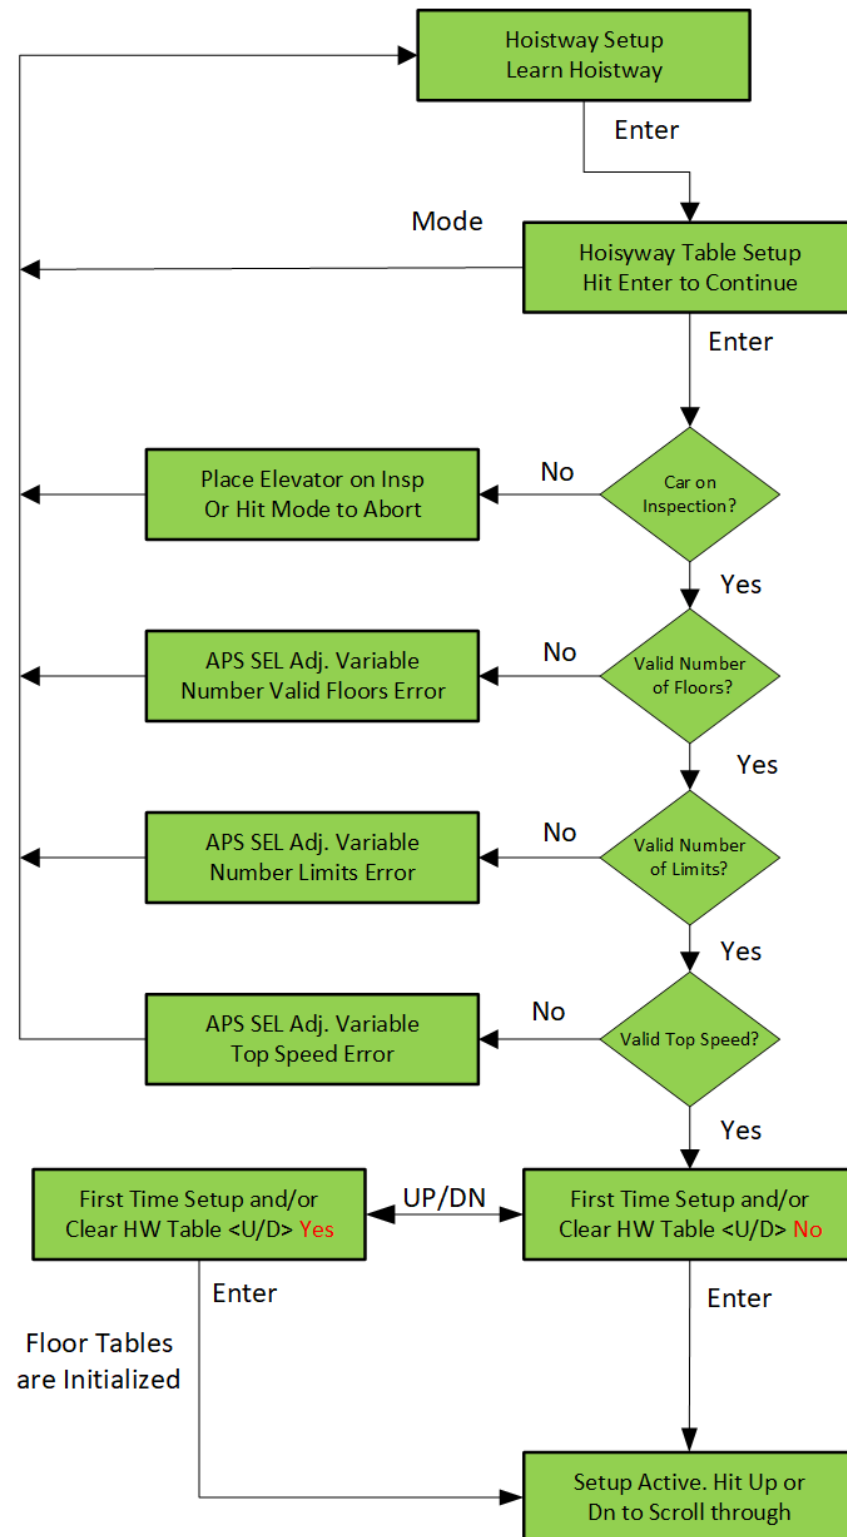 Hoistway Setup
Learn Hoistway
Enter
Mode
Hoisyway Table Setup
Hit Enter to Continue
Enter
Place Elevator on Insp
Or Hit Mode to Abort
No
Car on
Inspection?
Yes
APS SEL Adj. Variable
Number Valid Floors Error
No
Valid Number
of Floors?
Yes
APS SEL Adj. Variable
Number Limits Error
No
Valid Number
of Limits?
Yes
APS SEL Adj. Variable
Top Speed Error
No
Valid Top Speed?
Yes
First Time Setup and/or
Clear HW Table <U/D> Yes
UP/DN
First Time Setup and/or
Clear HW Table <U/D> No
Enter
Enter
Floor Tables
are Initialized
Setup Active. Hit Up or
Dn to Scroll through